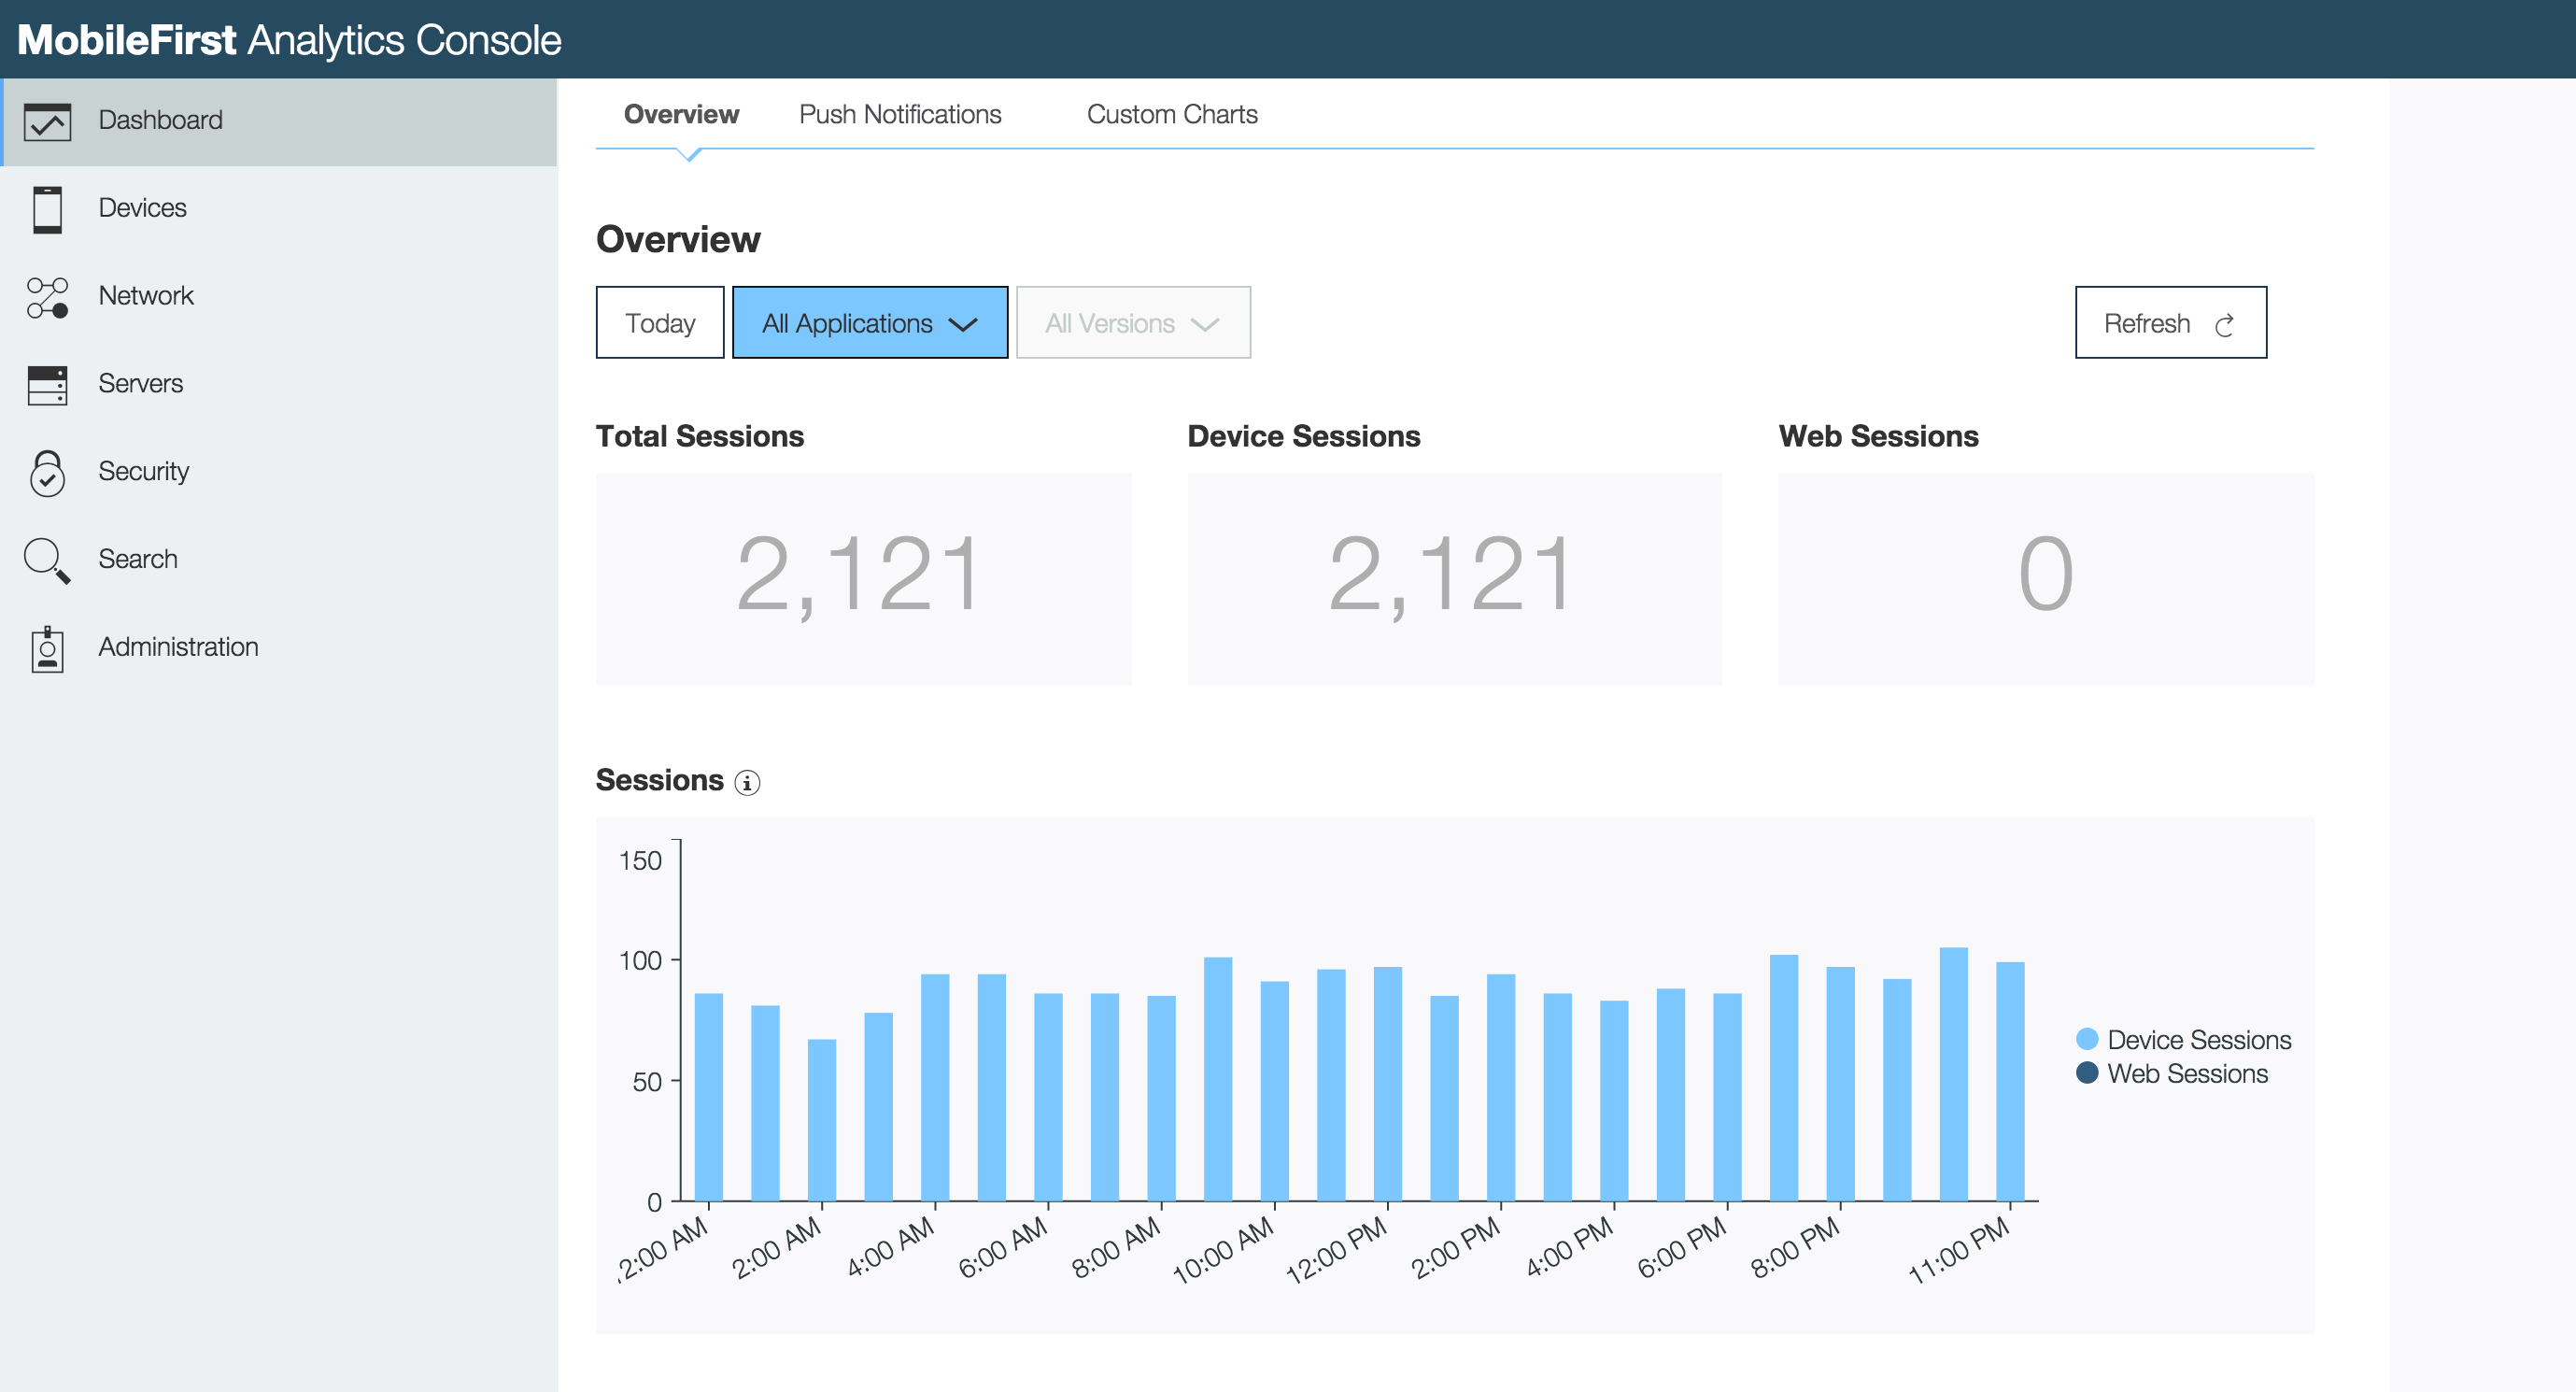 MobileFirst Analytics Console
Dashboard
Devices
Network
Servers
Security
Search
Administration
Overview Push Notifications Custom Charts
Overview
Today All Applications All Versions Refresh
Total Sessions Device Sessions Web Sessions
2,121 2,121 0
Sessions
150
100
50
0
2:00 AM 2:00 AM 4:00 AM 6:00 AM 8:00 AM 10:00 AM 12:00 PM 2:00 PM 4:00 PM 6:00 PM 8:00 PM 11:00 PM
Device Sessions
Web Sessions